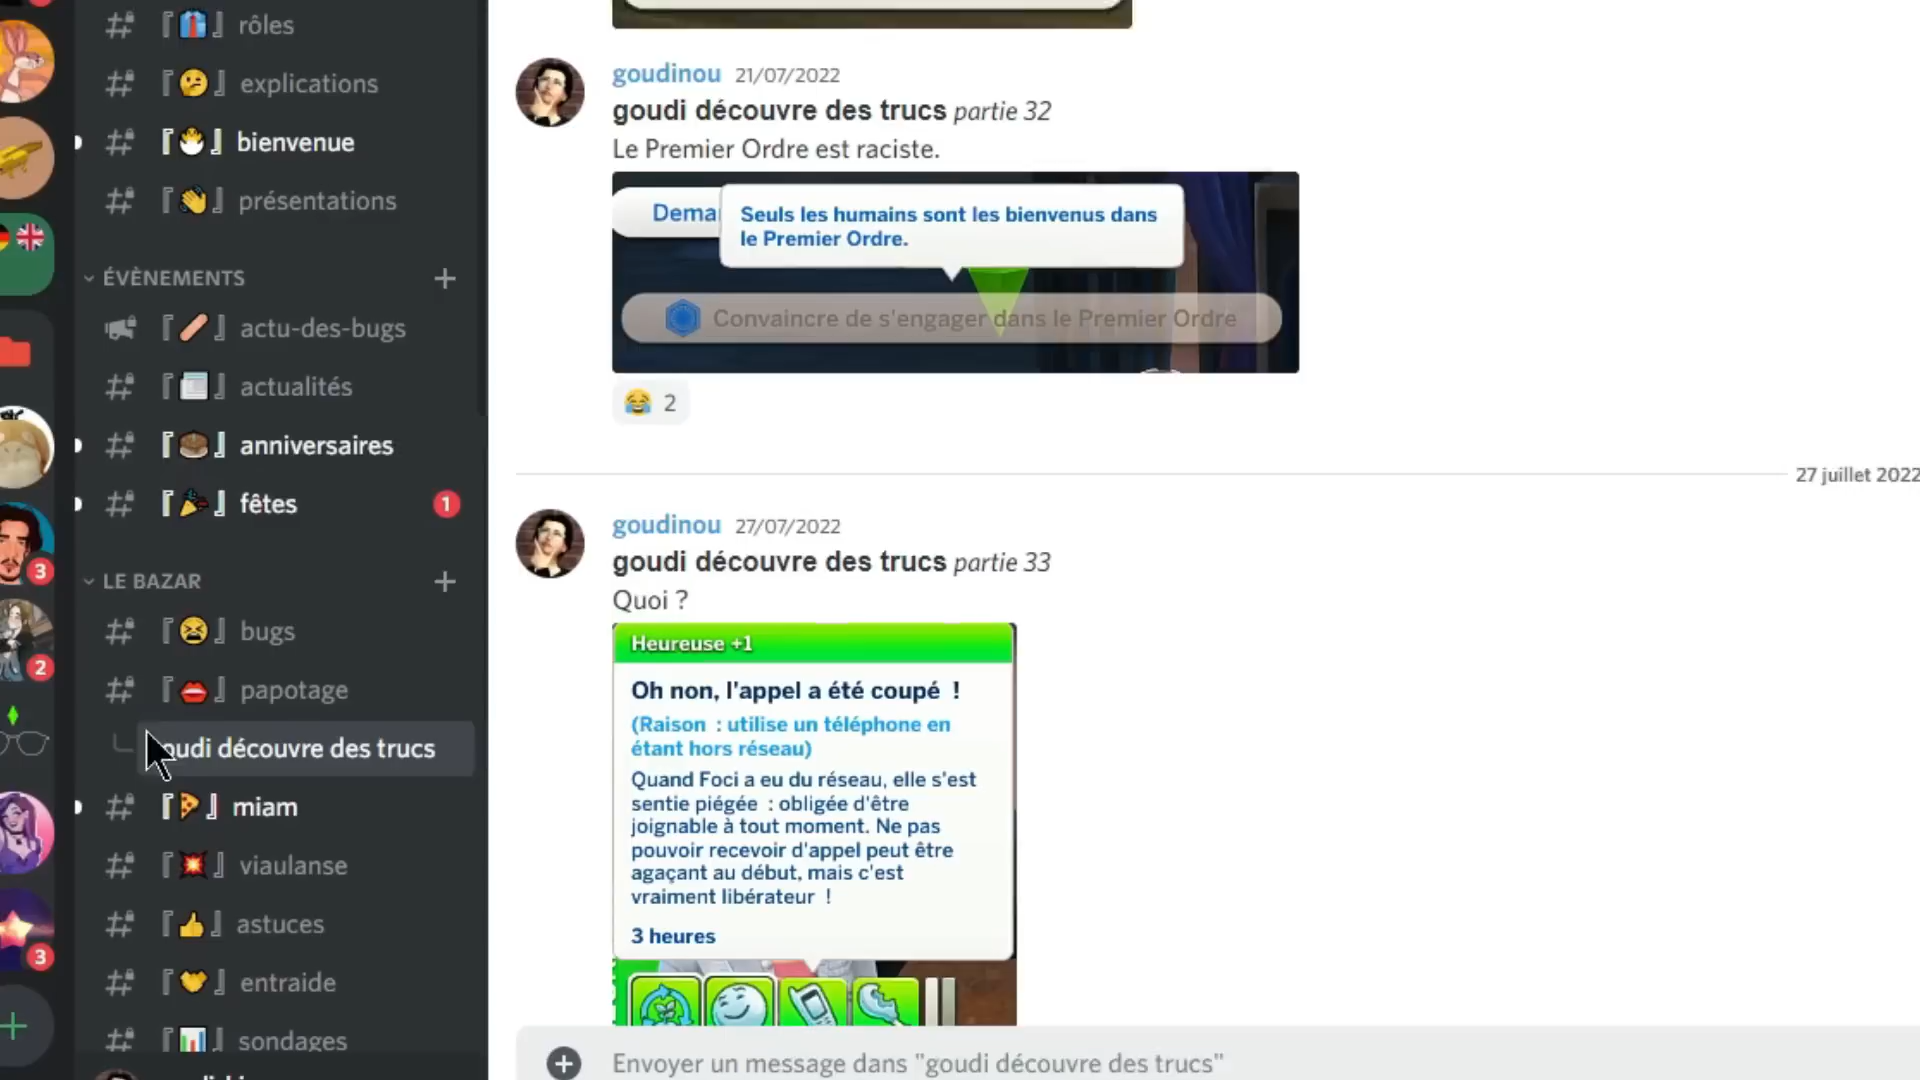 rôles
explications
bienvenue
présentations
ÉVÈNEMENTS
actu-des-bugs
actualités
anniversaires
fêtes 1
LE BAZAR
bugs
papotage
oudi découvre des trucs
miam
viaulanse
astuces
entraide
sondages
3
2
3
goudinou 21/07/2022
goudi découvre des trucs partie 32
Le Premier Ordre est raciste.
Dema
Seuls les humains sont les bienvenus dans
le Premier Ordre.
Convaincre de s'engager dans le Premier Ordre
2
27 juillet 2022
goudinou 27/07/2022
goudi découvre des trucs partie 33
Quoi ?
Heureuse +1
Oh non, l'appel a été coupé !
(Raison : utilise un téléphone en
étant hors réseau)
Quand Foci a eu du réseau, elle s'est
sentie piégée : obligée d'être
joignable à tout moment. Ne pas
pouvoir recevoir d'appel peut être
agaçant au début, mais c'est
vraiment libérateur !
3 heures
Envoyer un message dans "goudi découvre des trucs"